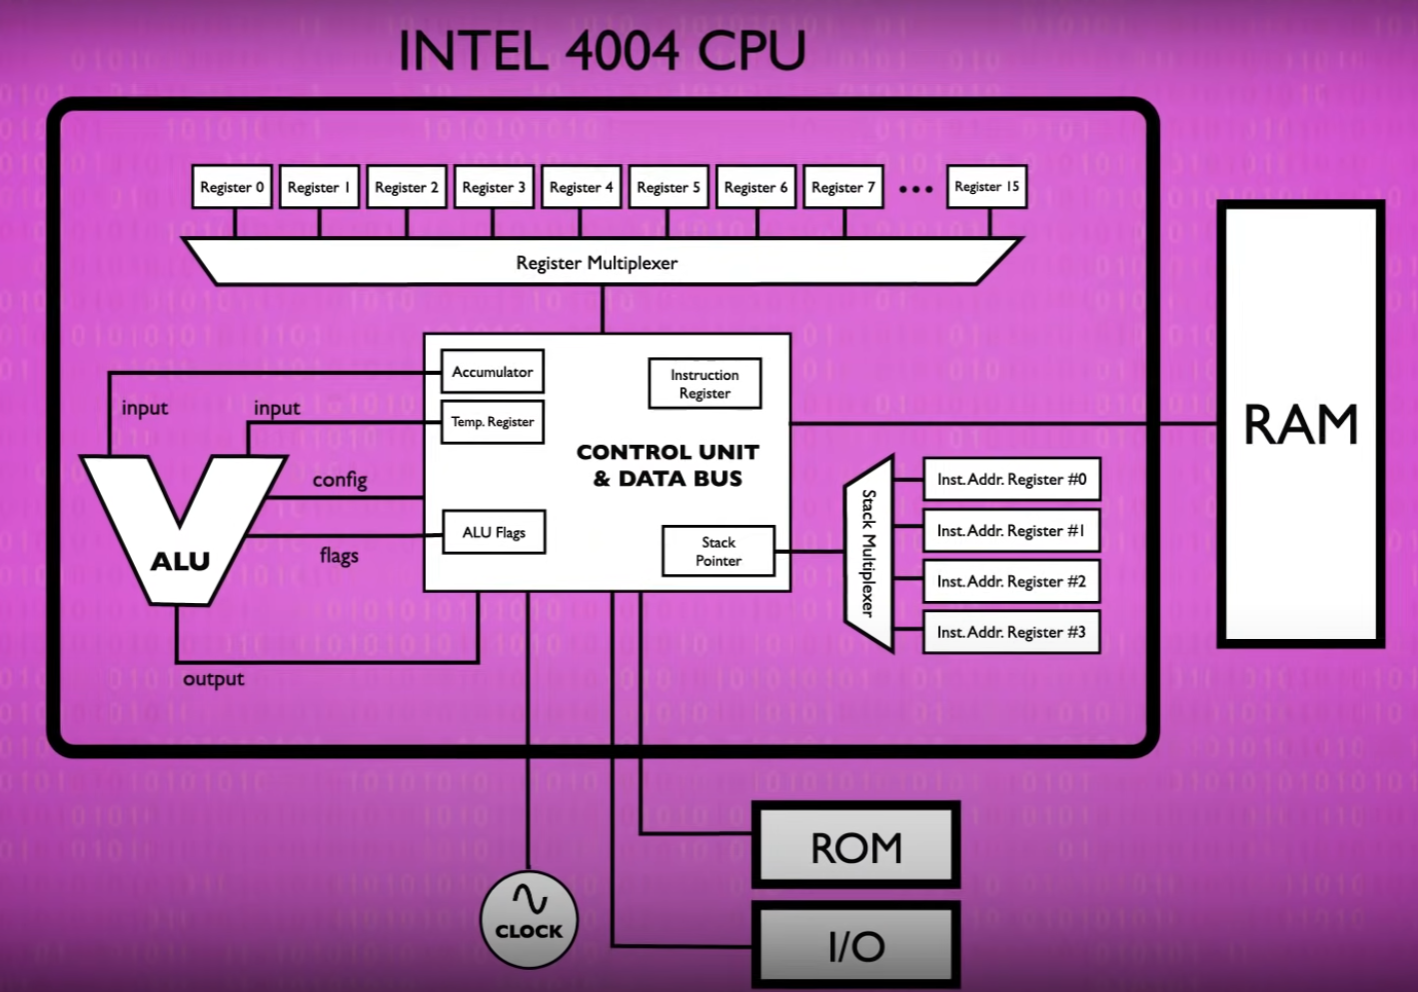 INTEL 4004 CPU
Register 0
Register 1
Register 2
Register 3
Register 4
Register 5
Register 6
Register 7
...
Register 15
Register Multiplexer
Accumulator
Instruction
Register
input
input
Temp. Register
RAM
CONTROL UNIT
& DATA BUS
config
Stack Multiplexer
Inst. Addr. Register #0
Inst. Addr. Register #1
Inst. Addr. Register #2
Inst. Addr. Register #3
ALU
ALU Flags
flags
Stack
Pointer
output
ROM
CLOCK
I/O